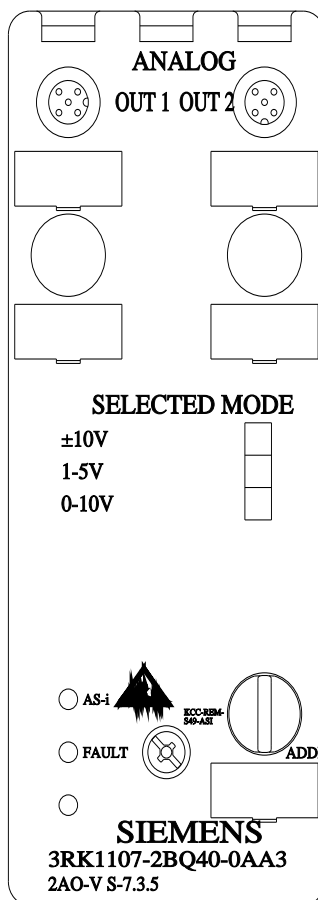 ANALOG
OUT 1 OUT 2
SELECTED MODE
±10V
1-5V
0-10V
AS-i
KCC-REM-
S49-ASI
FAULT
ADD
SIEMENS
3RK1107-2BQ40-0AA3
2AO-V S-7.3.5